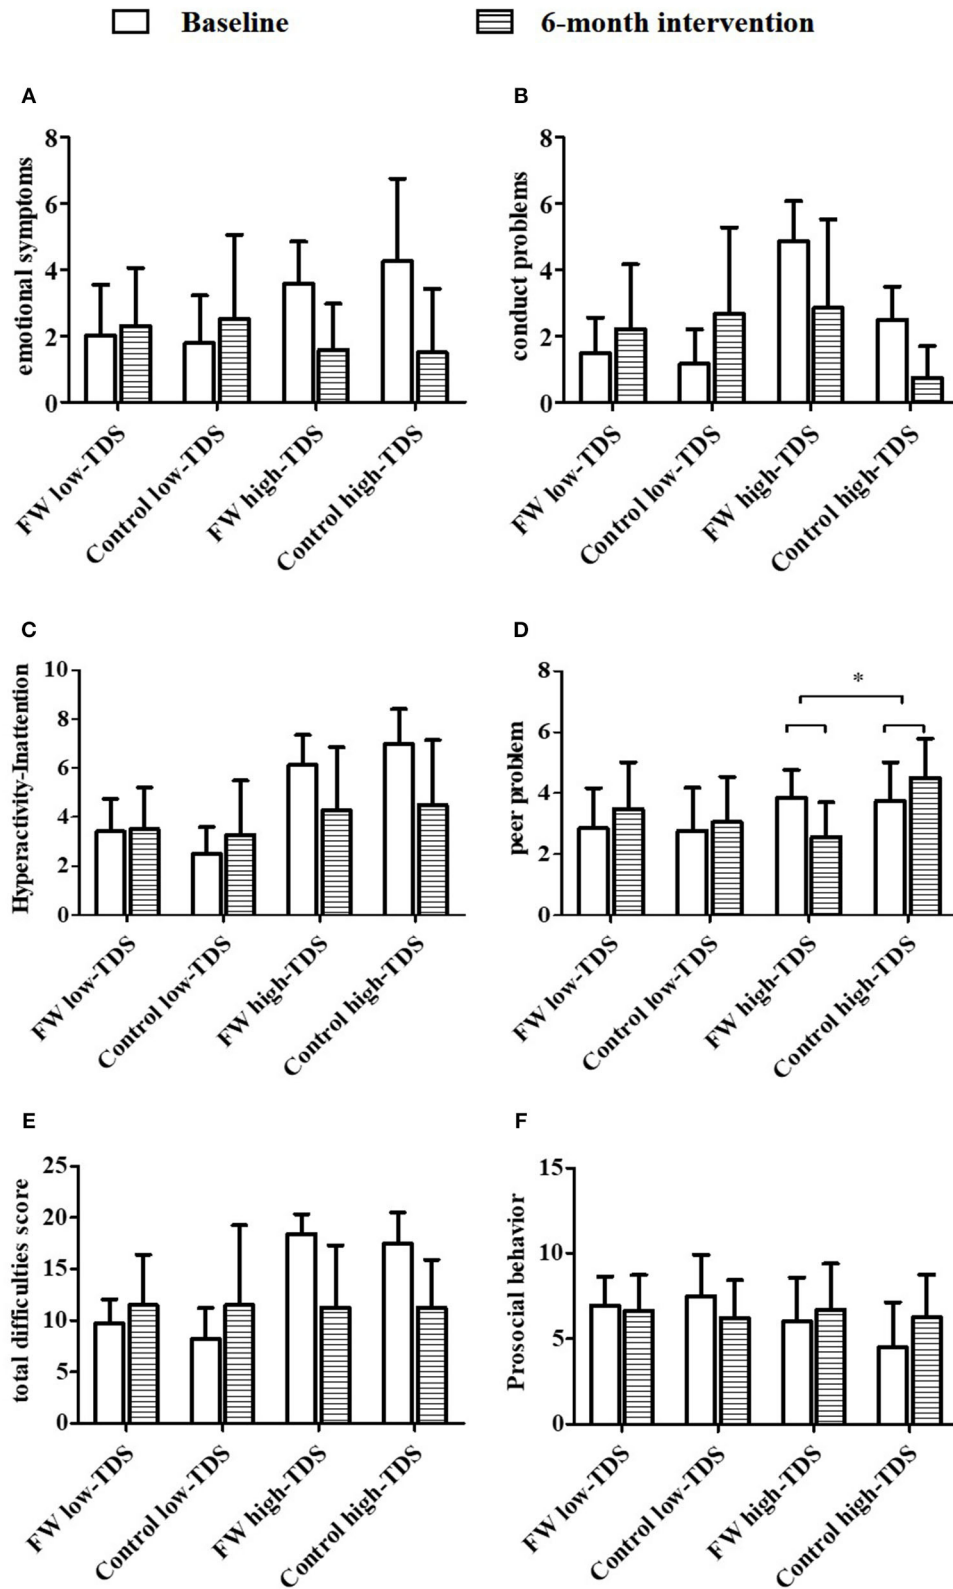 Baseline 6-month intervention
A
emotional symptoms
8
6
4
2
0
FW low-TDS
Control low-TDS
FW high-TDS
Control high-TDS
B
conduct problems
8
6
4
2
0
FW low-TDS
Control low-TDS
FW high-TDS
Control high-TDS
C
Hyperactivity-Inattention
10
8
6
4
2
0
FW low-TDS
Control low-TDS
FW high-TDS
Control high-TDS
D
peer problem
8
6
4
2
0
*
FW low-TDS
Control low-TDS
FW high-TDS
Control high-TDS
E
total difficulties score
25
20
15
10
5
0
FW low-TDS
Control low-TDS
FW high-TDS
Control high-TDS
F
Prosocial behavior
15
10
5
0
FW low-TDS
Control low-TDS
FW high-TDS
Control high-TDS